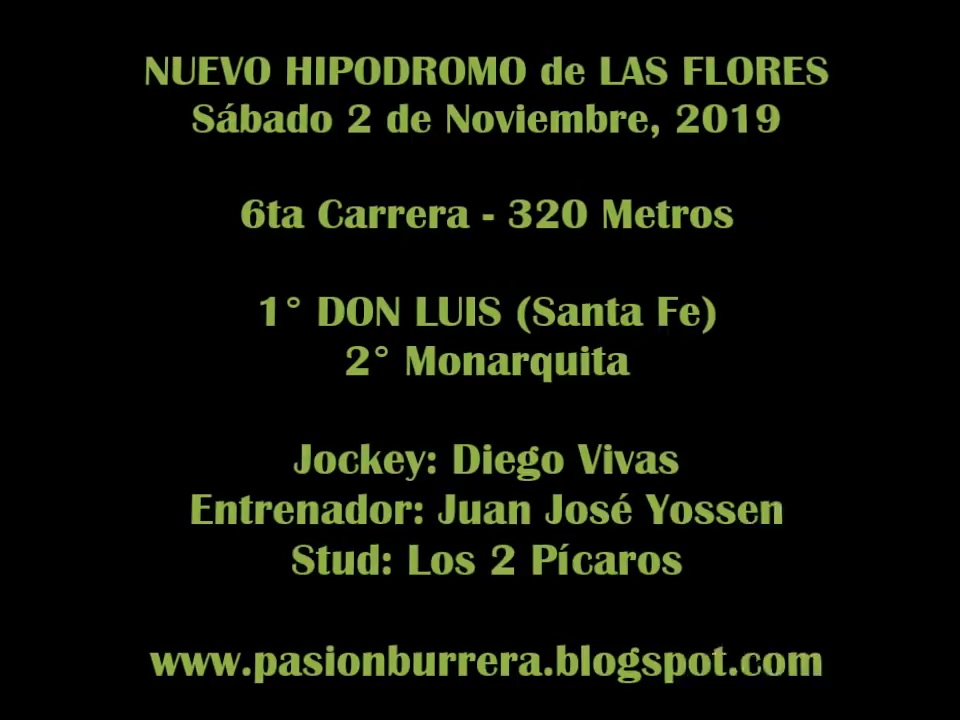 NUEVO HIPODROMO de LAS FLORES
Sábado 2 de Noviembre, 2019
6ta Carrera - 320 Metros
1° DON LUIS (Santa Fe)
2° Monarquita
Jockey: Diego Vivas
Entrenador: Juan José Yossen
Stud: Los 2 Pícaros
www.pasionburrera.blogspot.com